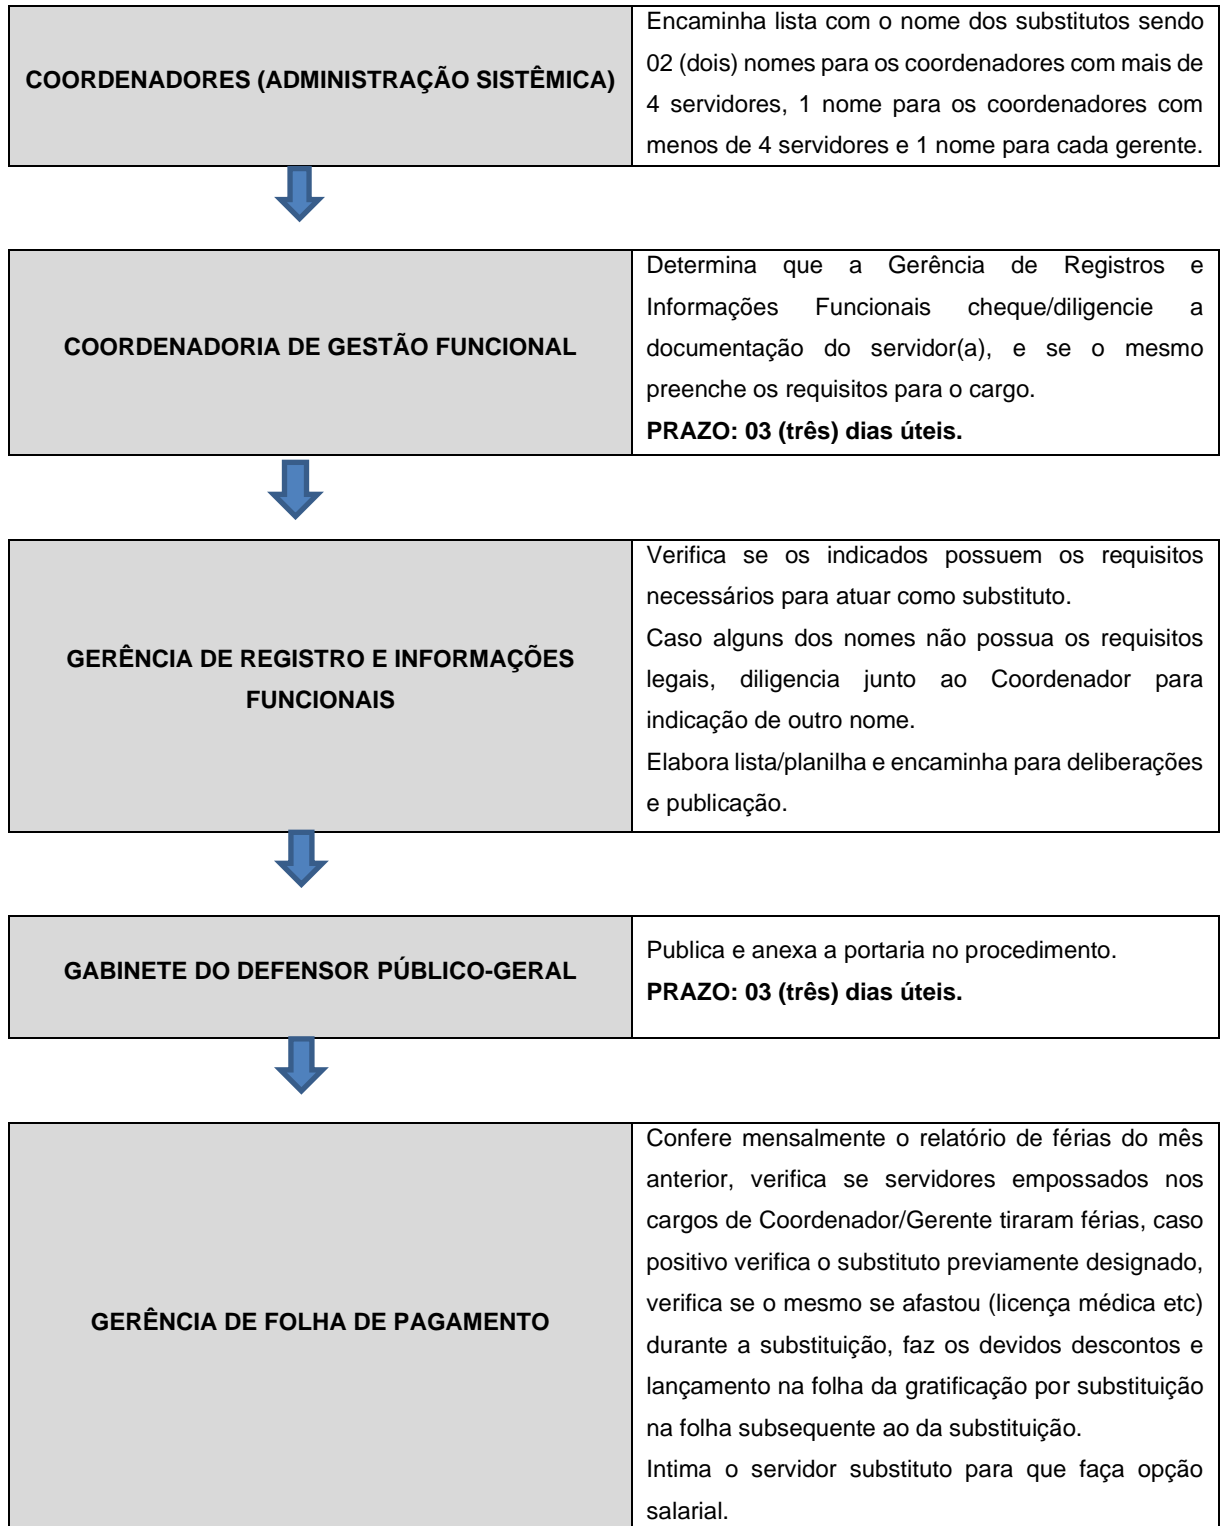 COORDENADORES (ADMINISTRAÇÃO SISTÊMICA)
Encaminha lista com o nome dos substitutos sendo
02 (dois) nomes para os coordenadores com mais de
4 servidores, 1 nome para os coordenadores com
menos de 4 servidores e 1 nome para cada gerente.
COORDENADORIA DE GESTÃO FUNCIONAL
Determina que a Gerência de Registros e
Informações Funcionais cheque/diligencie a
documentação do servidor(a), e se o mesmo
preenche os requisitos para o cargo.
PRAZO: 03 (três) dias úteis.
GERÊNCIA DE REGISTRO E INFORMAÇÕES
FUNCIONAIS
Verifica se os indicados possuem os requisitos
necessários para atuar como substituto.
Caso alguns dos nomes não possua os requisitos
legais, diligencia junto ao Coordenador para
indicação de outro nome.
Elabora lista/planilha e encaminha para deliberações
e publicação.
GABINETE DO DEFENSOR PÚBLICO-GERAL
Publica e anexa a portaria no procedimento.
PRAZO: 03 (três) dias úteis.
GERÊNCIA DE FOLHA DE PAGAMENTO
Confere mensalmente o relatório de férias do mês
anterior, verifica se servidores empossados nos
cargos de Coordenador/Gerente tiraram férias, caso
positivo verifica o substituto previamente designado,
verifica se o mesmo se afastou (licença médica etc)
durante a substituição, faz os devidos descontos e
lançamento na folha da gratificação por substituição
na folha subsequente ao da substituição.
Intima o servidor substituto para que faça opção
salarial.